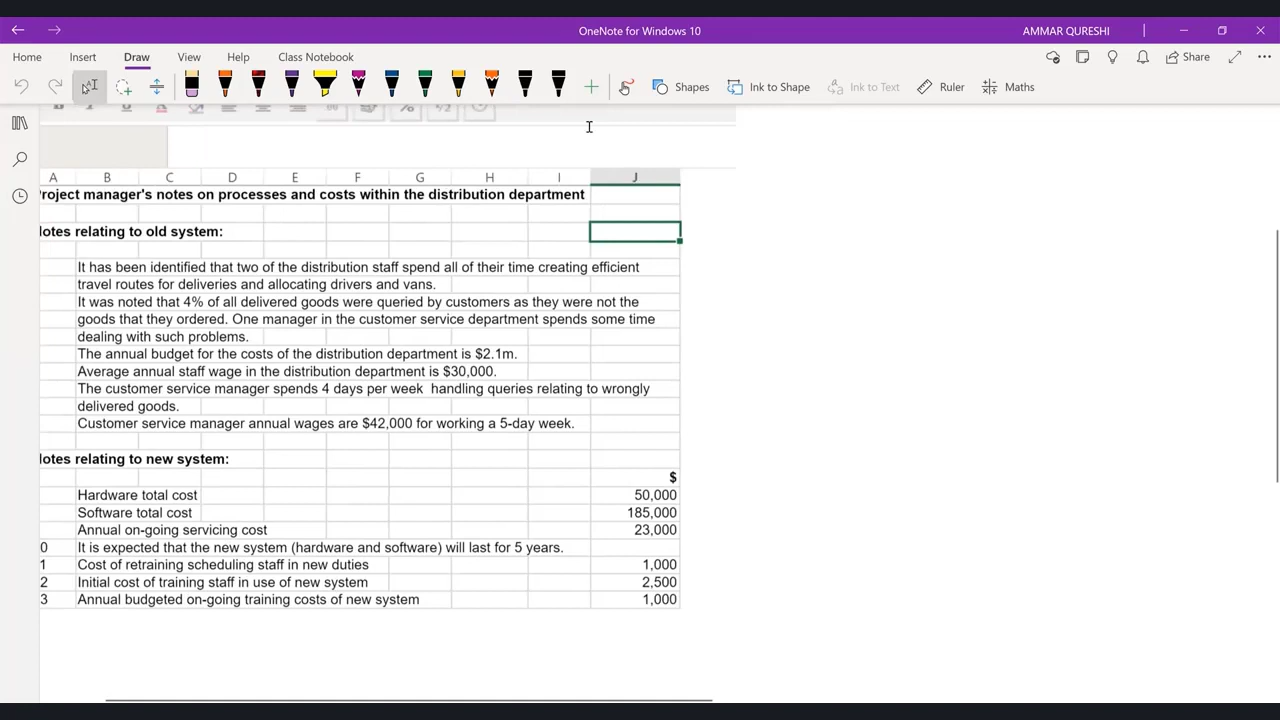 OneNote for Windows 10
AMMAR QURESHI
Home Insert Draw View Help Class Notebook
Share
Shapes Ink to Shape Ink to Text Ruler Maths
A B C D E F G H I J
roject manager's notes on processes and costs within the distribution department
lotes relating to old system:
It has been identified that two of the distribution staff spend all of their time creating efficient
travel routes for deliveries and allocating drivers and vans.
It was noted that 4% of all delivered goods were queried by customers as they were not the
goods that they ordered. One manager in the customer service department spends some time
dealing with such problems.
The annual budget for the costs of the distribution department is $2.1m.
Average annual staff wage in the distribution department is $30,000.
The customer service manager spends 4 days per week handling queries relating to wrongly
delivered goods.
Customer service manager annual wages are $42,000 for working a 5-day week.
lotes relating to new system:
$
Hardware total cost 50,000
Software total cost 185,000
Annual on-going servicing cost 23,000
0 It is expected that the new system (hardware and software) will last for 5 years.
1 Cost of retraining scheduling staff in new duties 1,000
2 Initial cost of training staff in use of new system 2,500
3 Annual budgeted on-going training costs of new system 1,000